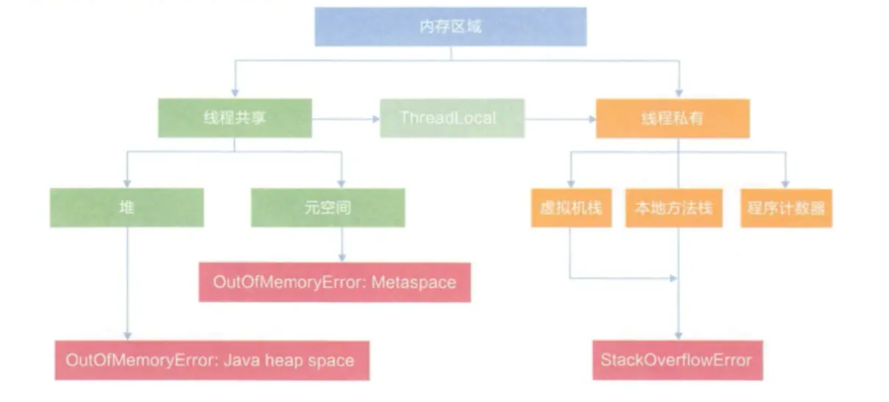 内存区域
线程共享
ThreadLocal
线程私有
堆
元空间
虚拟机栈
本地方法栈
程序计数器
OutOfMemoryError: Metaspace
OutOfMemoryError: Java heap space
StackOverflowError